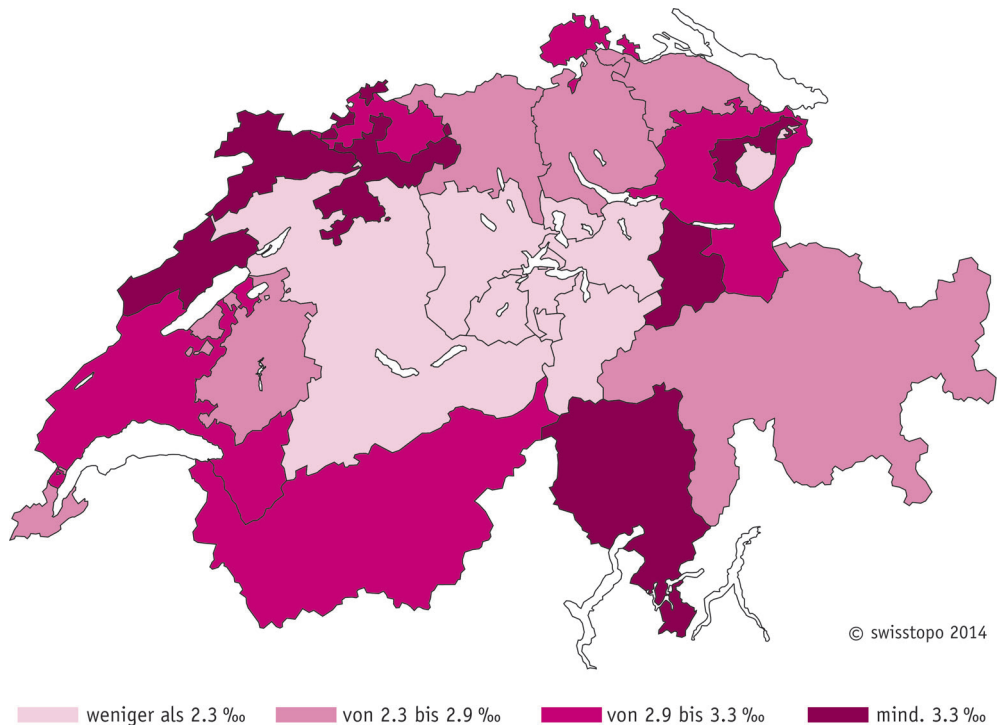 © swisstopo 2014
weniger als 2.3 ‰ von 2.3 bis 2.9 ‰ von 2.9 bis 3.3 ‰ mind. 3.3 ‰